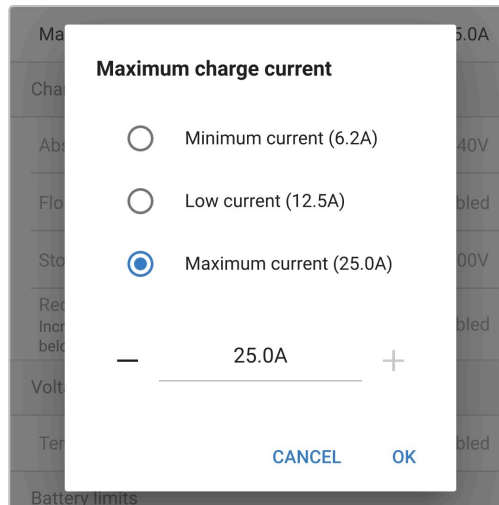 Maximum charge current
Minimum current (6.2A)
Low current (12.5A)
Maximum current (25.0A)
25.0A
CANCEL
OK
Battery limits